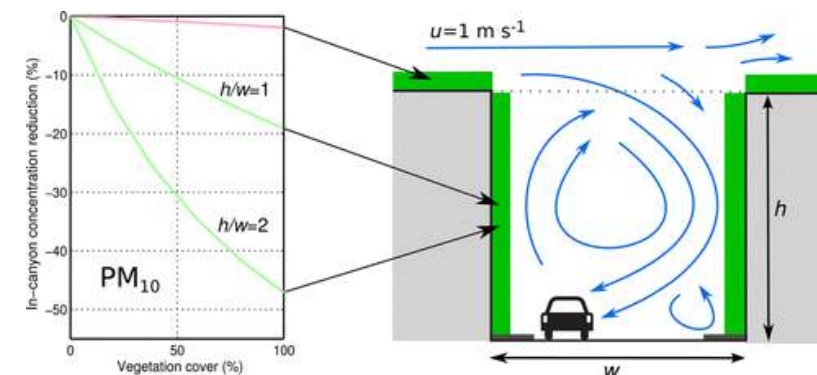 In-canyon concentration reduction (%)
0
−10
−20
−30
−40
−50
h/w=1
h/w=2
PM₁₀
0
50
100
Vegetation cover (%)
u=1 m s⁻¹
h
w